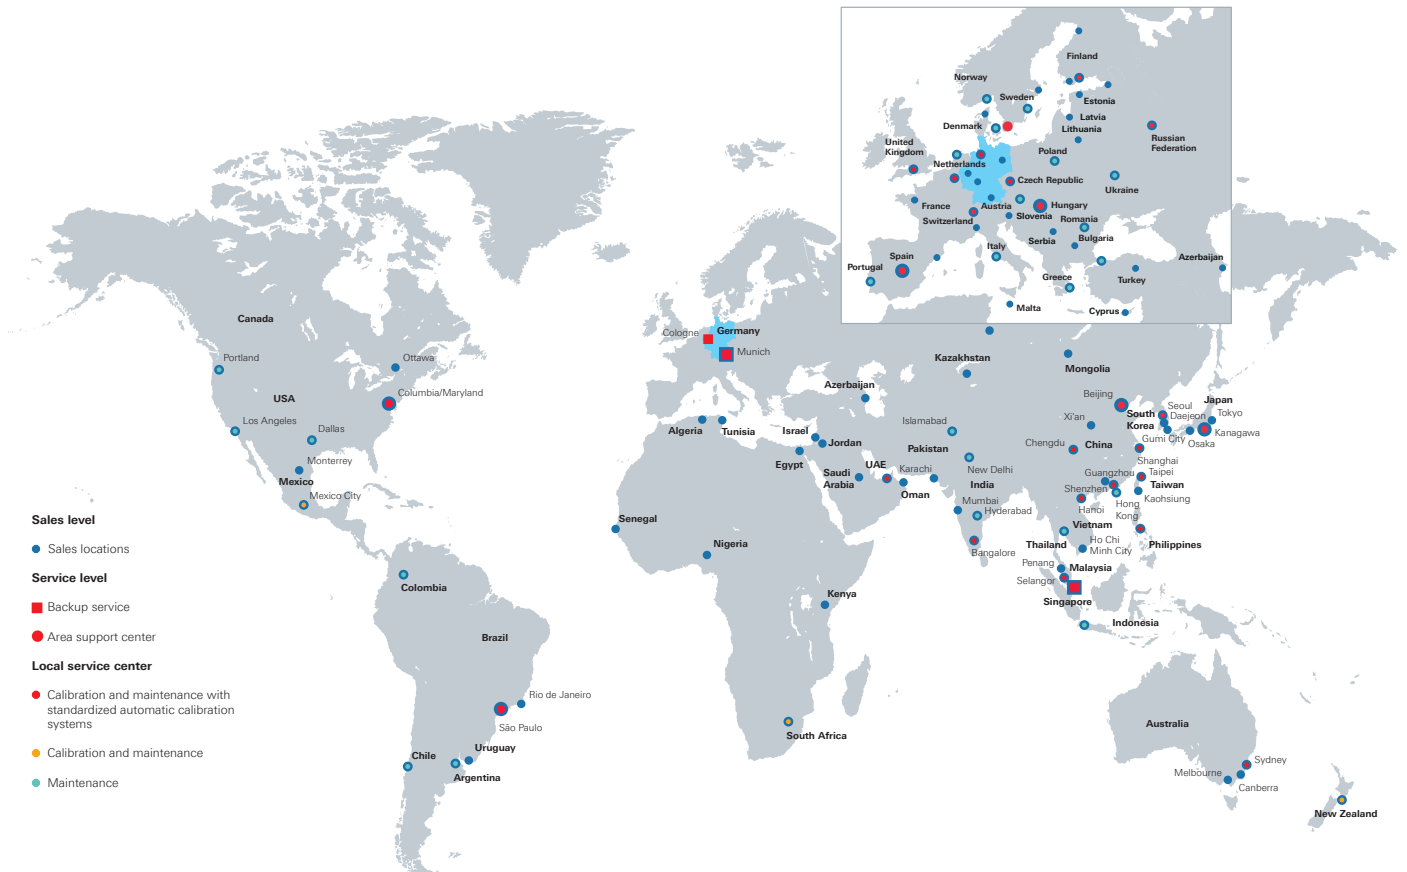 Norway
Finland
Sweden
Estonia
Denmark
Latvia
Lithuania
United
Kingdom
Russian
Federation
Poland
Netherlands
Czech Republic
Ukraine
France
Austria
Hungary
Switzerland
Slovenia
Romania
Serbia
Bulgaria
Italy
Spain
Portugal
Azerbaijan
Greece
Turkey
Malta
Cyprus
Canada
Portland
Ottawa
Columbia/Maryland
USA
Los Angeles
Dallas
Monterrey
Mexico
Mexico City
Cologne
Germany
Munich
Kazakhstan
Mongolia
Azerbaijan
Beijing
Japan
Seoul
Tokyo
South
Korea
Daejeon
Xi'an
Islamabad
Algeria
Tunisia
Israel
Jordan
Kanagawa
Gumi City
Osaka
Chengdu
China
Pakistan
Egypt
Saudi
Arabia
UAE
Karachi
New Delhi
India
Shanghai
Guangzhou
Taipei
Taiwan
Oman
Mumbai
Shenzhen
Kaohsiung
Hyderabad
Hanoi
Hong
Kong
Senegal
Vietnam
Nigeria
Bangalore
Thailand
Ho Chi
Minh City
Philippines
Penang
Malaysia
Selangor
Singapore
Colombia
Kenya
Indonesia
Brazil
Rio de Janeiro
São Paulo
Australia
South Africa
Uruguay
Chile
Argentina
Sydney
Melbourne
Canberra
New Zealand
Sales level
Sales locations
Service level
Backup service
Area support center
Local service center
Calibration and maintenance with
standardized automatic calibration
systems
Calibration and maintenance
Maintenance